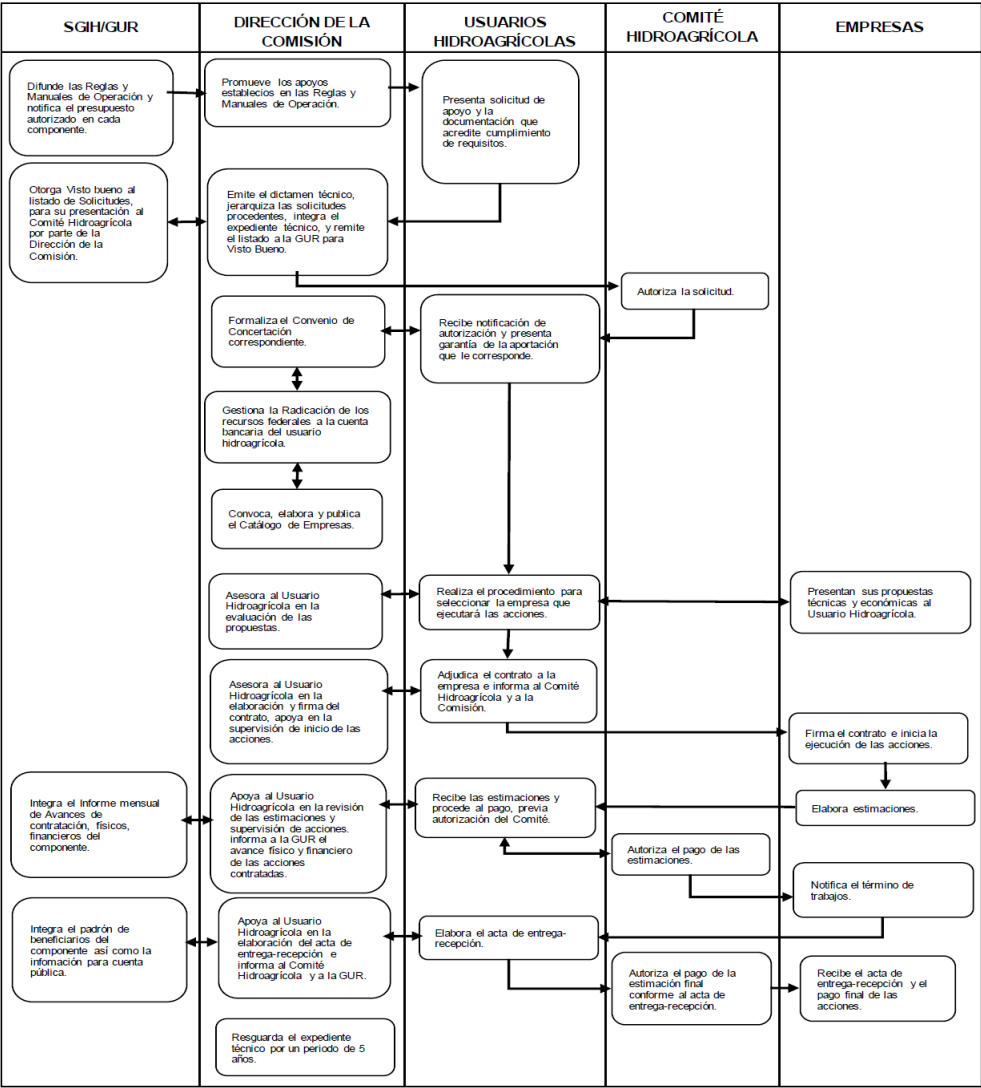 SGIH/GUR
DIRECCIÓN DE LA
COMISIÓN
USUARIOS
HIDROAGRÍCOLAS
COMITÉ
HIDROAGRÍCOLA
EMPRESAS
Difunde las Reglas y
Manuales de Operación y
notifica el presupuesto
autorizado en cada
componente.
Promueve los apoyos
establecios en las Reglas y
Manuales de Operación.
Presenta solicitud de
apoyo y la
documentación que
acredite cumplimiento
de requisitos.
Otorga Visto bueno al
listado de Solicitudes,
para su presentación al
Comité Hidroagrícola
por parte de la
Dirección de la
Comisión.
Emite el dictamen técnico,
jerarquiza las solicitudes
procedentes, integra el
expediente técnico, y remite
el listado a la GUR para
Visto Bueno.
Autoriza la solicitud.
Formaliza el Convenio de
Concertación
correspondiente.
Recibe notificación de
autorización y presenta
garantía de la aportación
que le corresponde.
Gestiona la Radicación de los
recursos federales a la cuenta
bancaria del usuario
hidroagrícola.
Convoca, elabora y publica
el Catálogo de Empresas.
Asesora al Usuario
Hidroagrícola en la
evaluación de las
propuestas.
Realiza el procedimiento para
seleccionar la empresa que
ejecutará las acciones.
Presentan sus propuestas
técnicas y económicas al
Usuario Hidroagrícola.
Asesora al Usuario
Hidroagrícola en la
elaboración y firma del
contrato, apoya en la
supervisión de inicio de las
acciones.
Adjudica el contrato a la
empresa e informa al Comité
Hidroagrícola y a la
Comisión.
Firma el contrato e inicia la
ejecución de las acciones.
Integra el Informe mensual
de Avances de
contratación, físicos,
financieros del
componente.
Apoya al Usuario
Hidroagrícola en la revisión
de las estimaciones y
supervisión de acciones.
informa a la GUR el
avance físico y financiero
de las acciones
contratadas.
Recibe las estimaciones y
procede al pago, previa
autorización del Comité.
Elabora estimaciones.
Autoriza el pago de las
estimaciones.
Notifica el término de
trabajos.
Integra el padrón de
beneficiarios del
componente así como la
infomación para cuenta
pública.
Apoya al Usuario
Hidroagrícola en la
elaboración del acta de
entrega-recepción e
informa al Comité
Hidroagrícola y a la GUR.
Elabora el acta de entrega-
recepción.
Autoriza el pago de la
estimación final
conforme al acta de
entrega-recepción.
Recibe el acta de
entrega-recepción y el
pago final de las
acciones.
Resguarda el expediente
técnico por un periodo de 5
años.